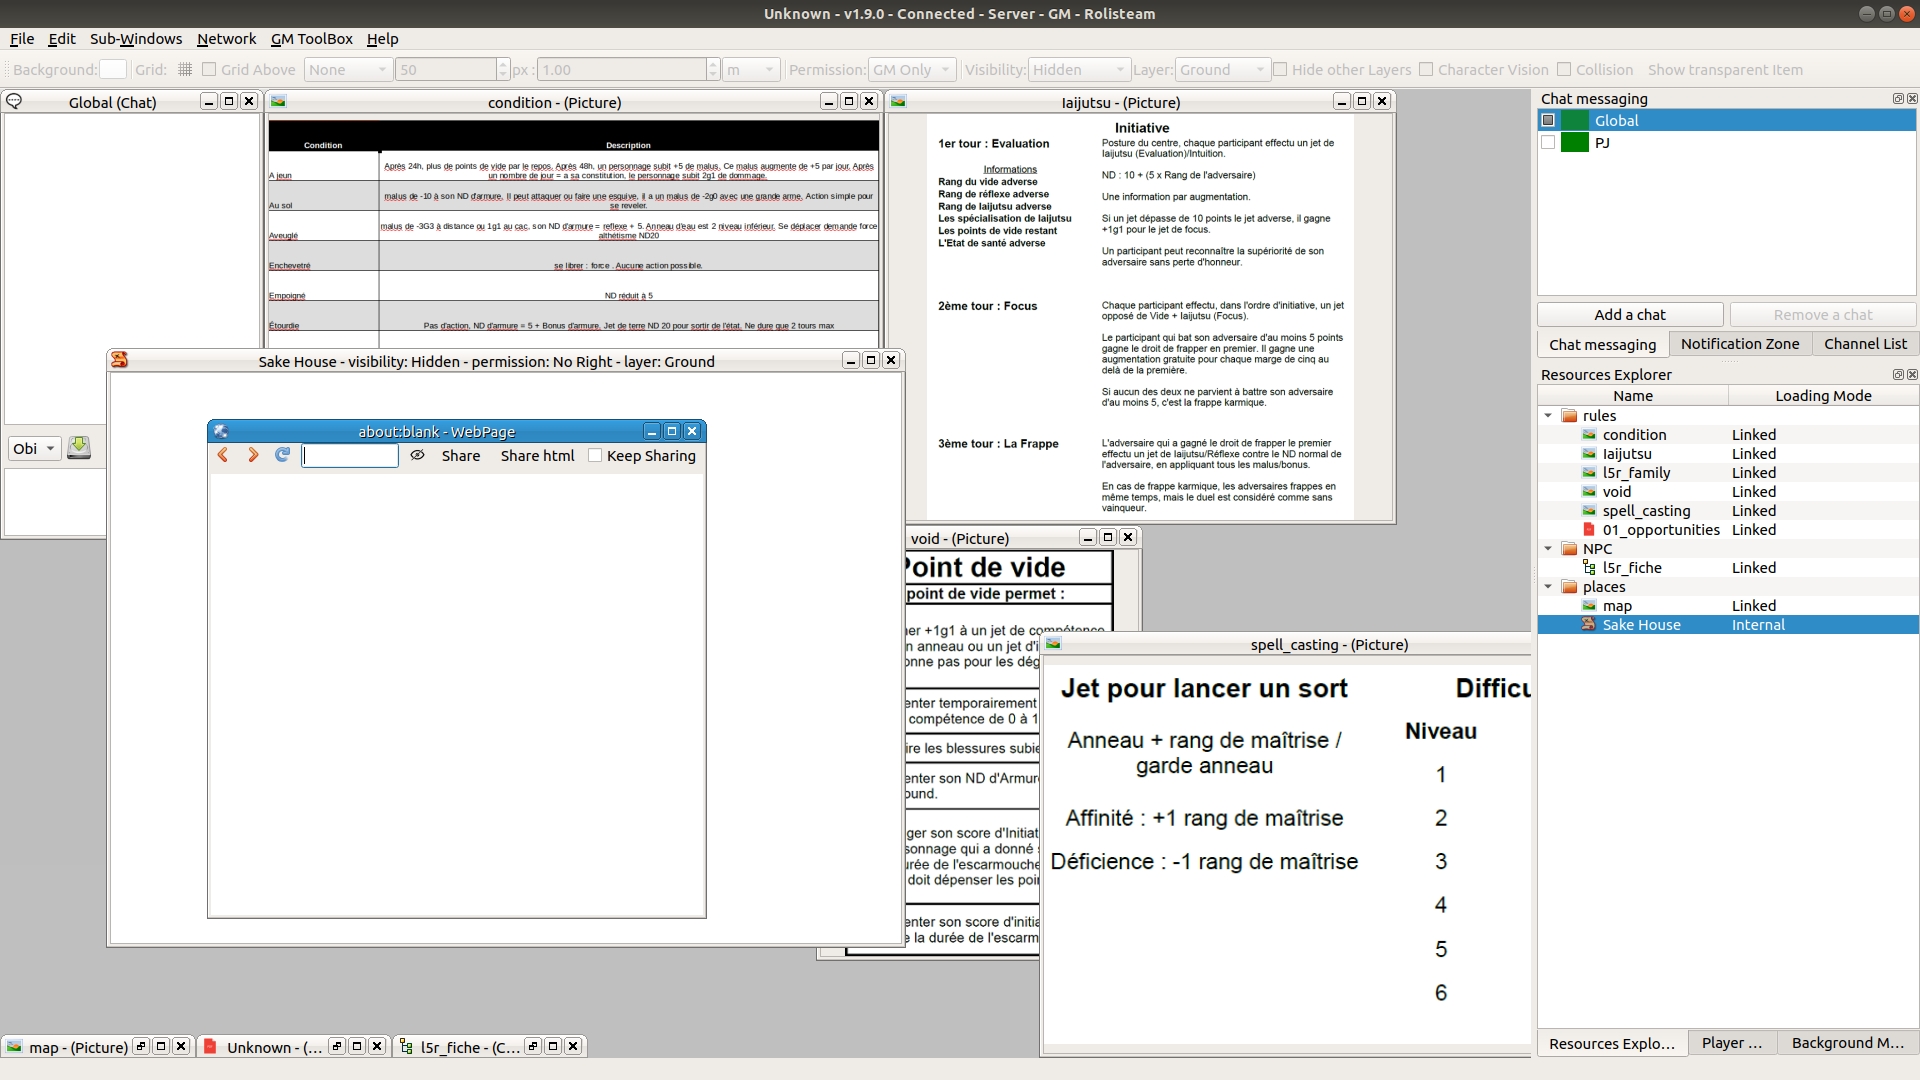 Unknown - v1.9.0 - Connected - Server - GM - Rolisteam
File Edit Sub-Windows Network GM ToolBox Help
Background: Grid: Grid Above None 50 px : 1.00 m Permission: GM Only Visibility: Hidden Layer: Ground Hide other Layers Character Vision Collision Show transparent Item
Global (Chat)
Obi
condition - (Picture)
Condition Description
A jeun
Après 24h, plus de points de vide par le repos. Après 48h, un personnage subit +5 de malus. Ce malus augmente de +5 par jour. Après
un nombre de jour = a sa constitution, le personnage subit 2g1 de dommage.
Au sol
malus de -10 à son ND d'armure. Il peut attaquer ou faire une esquive, il a un malus de -2g0 avec une grande arme. Action simple pour
se reveler.
Aveuglé
malus de -3G3 à distance ou 1g1 au cac, son ND d'armure = reflexe + 5. Anneau d'eau est 2 niveau inférieur. Se déplacer demande force
althétisme ND20
Enchevetré
se librer : force . Aucune action possible.
Empoigné
ND réduit à 5
Étourdie
Pas d'action, ND d'armure = 5 + Bonus d'armure. Jet de terre ND 20 pour sortir de l'état. Ne dure que 2 tours max
Iaijutsu - (Picture)
Initiative
1er tour : Evaluation
Informations
Rang du vide adverse
Rang de réflexe adverse
Rang de Iaijutsu adverse
Les spécialisation de Iaijutsu
Les points de vide restant
L'Etat de santé adverse
Posture du centre, chaque participant effectu un jet de
Iaijutsu (Evaluation)/Intuition.
ND : 10 + (5 x Rang de l'adversaire)
Une information par augmentation.
Si un jet dépasse de 10 points le jet adverse, il gagne
+1g1 pour le jet de focus.
Un participant peut reconnaître la supériorité de son
adversaire sans perte d'honneur.
2ème tour : Focus
Chaque participant effectu, dans l'ordre d'initiative, un jet
opposé de Vide + Iaijutsu (Focus).
Le participant qui bat son adversaire d'au moins 5 points
gagne le droit de frapper en premier. Il gagne une
augmentation gratuite pour chaque marge de cinq au
delà de la première.
Si aucun des deux ne parvient à battre son adversaire
d'au moins 5, c'est la frappe karmique.
3ème tour : La Frappe
L'adversaire qui a gagné le droit de frapper le premier
effectu un jet de Iaijutsu/Réflexe contre le ND normal de
l'adversaire, en appliquant tous les malus/bonus.
En cas de frappe karmique, les adversaires frappes en
même temps, mais le duel est considéré comme sans
vainqueur.
Sake House - visibility: Hidden - permission: No Right - layer: Ground
about:blank - WebPage
Share Share html Keep Sharing
void - (Picture)
Point de vide
point de vide permet :
er +1g1 à un jet de compétence
n anneau ou un jet d'i
onne pas pour les dég
enter temporairement
compétence de 0 à 1
ire les blessures subie
enter son ND d'Armur
ound.
ger son score d'Initiat
sonnage qui a donné
urée de l'escarmouche
doit dépenser les poi
enter son score d'initia
e la durée de l'escarm
spell_casting - (Picture)
Jet pour lancer un sort
Anneau + rang de maîtrise /
garde anneau
Affinité : +1 rang de maîtrise
Déficience : -1 rang de maîtrise
Difficu
Niveau
1
2
3
4
5
6
map - (Picture) Unknown - (... l5r_fiche - (C...
Chat messaging
Global
PJ
Add a chat Remove a chat
Chat messaging Notification Zone Channel List
Resources Explorer
Name Loading Mode
rules
condition Linked
Iaijutsu Linked
l5r_family Linked
void Linked
spell_casting Linked
01_opportunities Linked
NPC
l5r_fiche Linked
places
map Linked
Sake House Internal
Resources Explo... Player ... Background M...